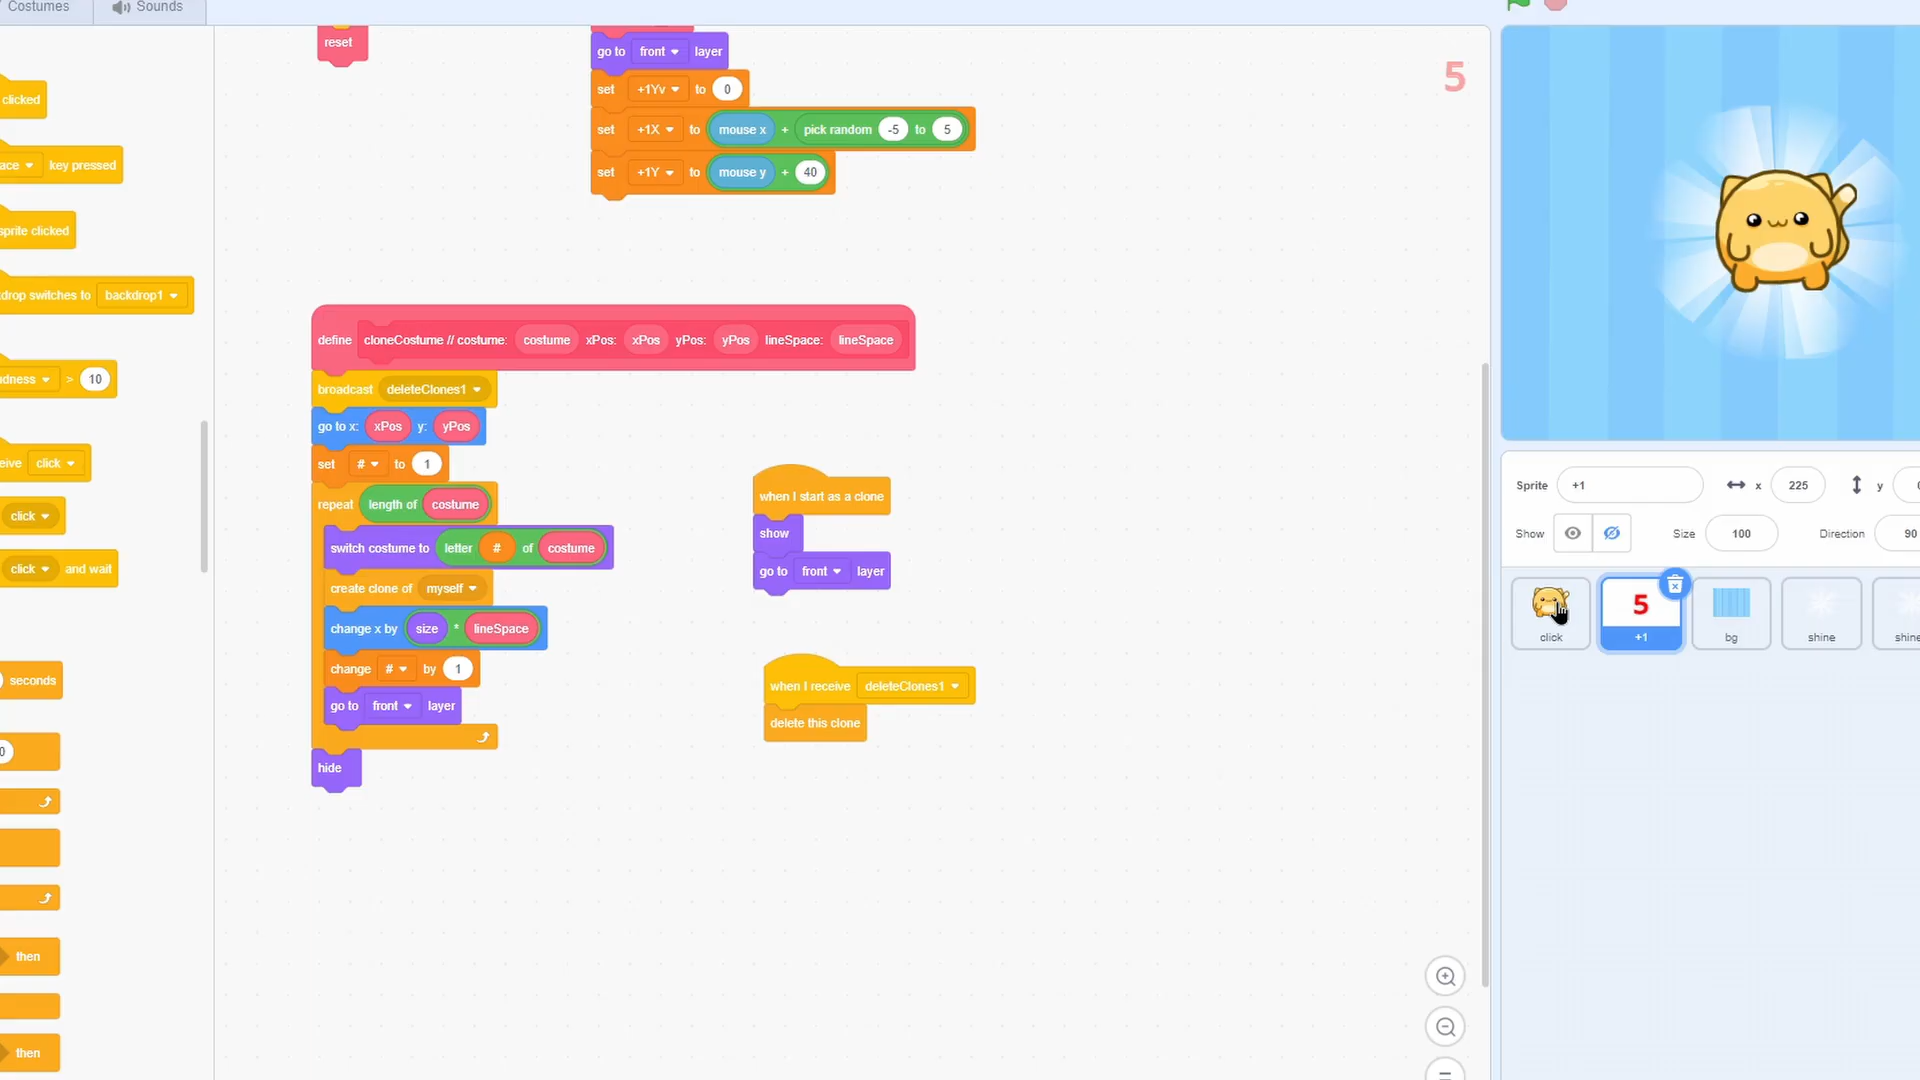 Costumes
Sounds
clicked
ace key pressed
sprite clicked
drop switches to backdrop1
dness > 10
eive click
click
click and wait
seconds
0
then
then
reset
go to front layer
set +1Yv to 0
set +1X to mouse x + pick random -5 to 5
set +1Y to mouse y + 40
define cloneCostume // costume: costume xPos: xPos yPos: yPos lineSpace: lineSpace
broadcast deleteClones1
go to x: xPos y: yPos
set # to 1
repeat length of costume
switch costume to letter # of costume
create clone of myself
change x by size * lineSpace
change # by 1
go to front layer
hide
when I start as a clone
show
go to front layer
when I receive deleteClones1
delete this clone
5
Sprite +1 x 225 y
Show Size 100 Direction 90
5
click
+1
bg
shine
shine